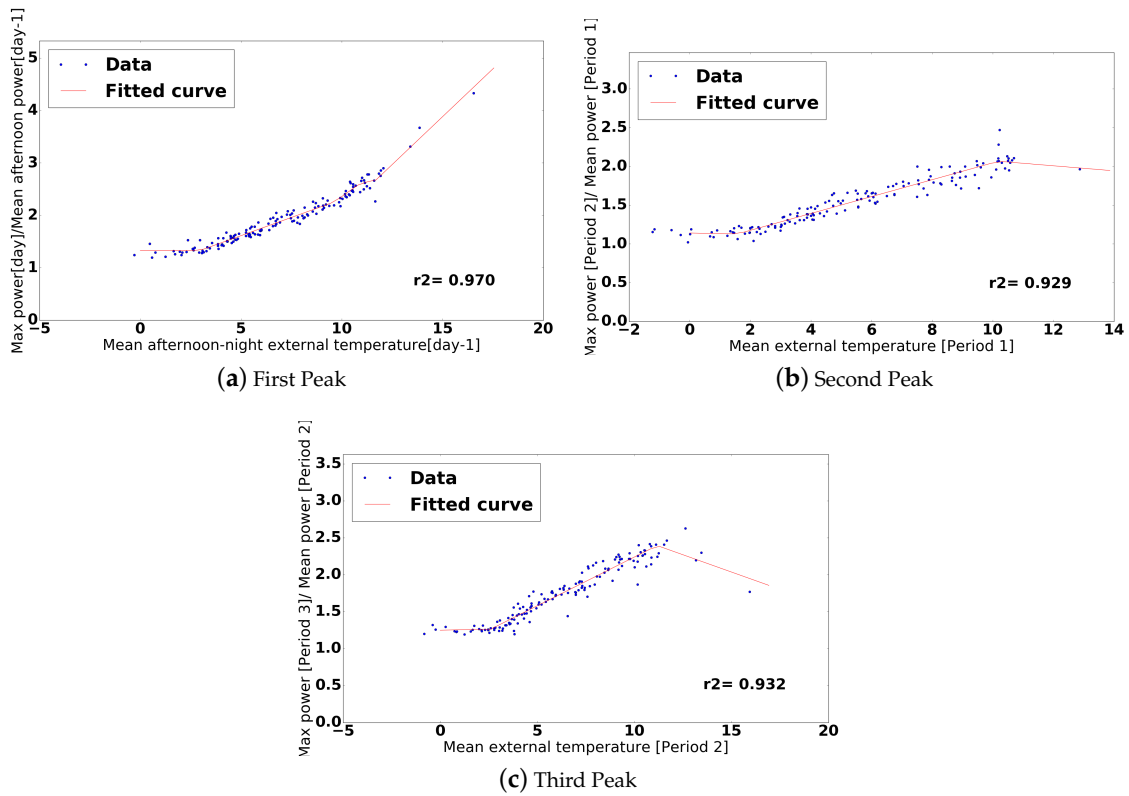 Max power[day]/Mean afternoon power[day-1]
5
4
3
2
1
0
Data
Fitted curve
r2= 0.970
−5
0
5
10
15
20
Mean afternoon-night external temperature[day-1]
(a) First Peak
Max power [Period 2]/ Mean power [Period 1]
3.0
2.5
2.0
1.5
1.0
0.5
0.0
Data
Fitted curve
r2= 0.929
−2
0
2
4
6
8
10
12
14
Mean external temperature [Period 1]
(b) Second Peak
Max power [Period 3]/ Mean power [Period 2]
3.5
3.0
2.5
2.0
1.5
1.0
0.5
0.0
Data
Fitted curve
r2= 0.932
−5
0
5
10
15
20
Mean external temperature [Period 2]
(c) Third Peak